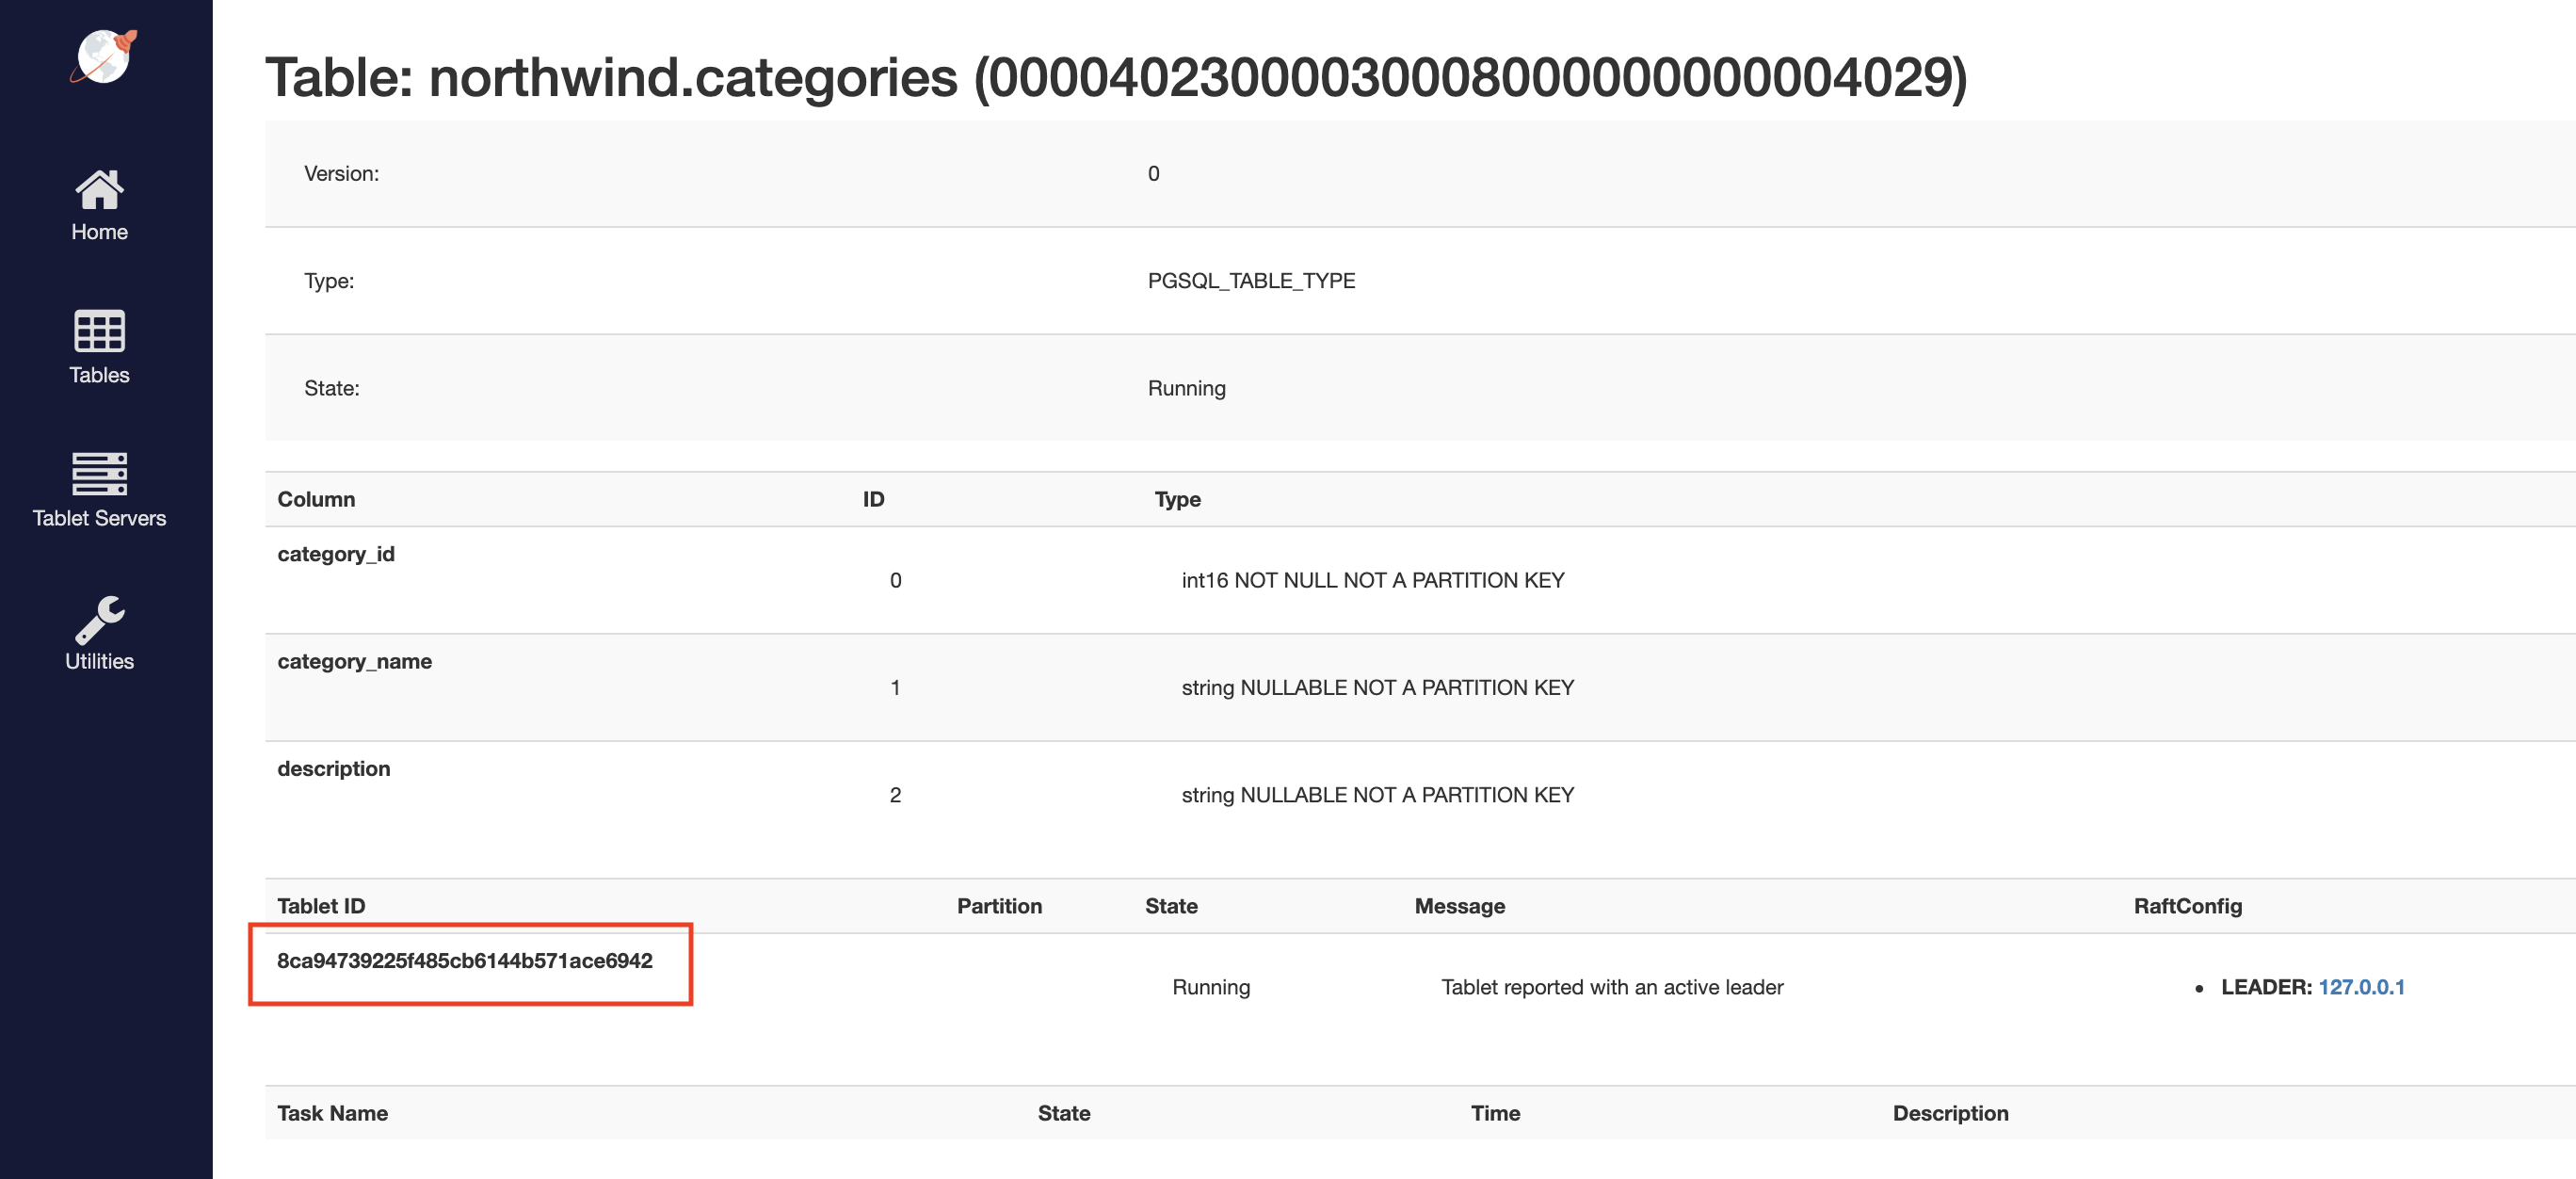 Table: northwind.categories (00004023000030008000000000004029)
Home
Tables
Tablet Servers
Utilities
Version: 0
Type: PGSQL_TABLE_TYPE
State: Running
Column ID Type
category_id 0 int16 NOT NULL NOT A PARTITION KEY
category_name 1 string NULLABLE NOT A PARTITION KEY
description 2 string NULLABLE NOT A PARTITION KEY
Tablet ID Partition State Message RaftConfig
8ca94739225f485cb6144b571ace6942 Running Tablet reported with an active leader • LEADER: 127.0.0.1
Task Name State Time Description